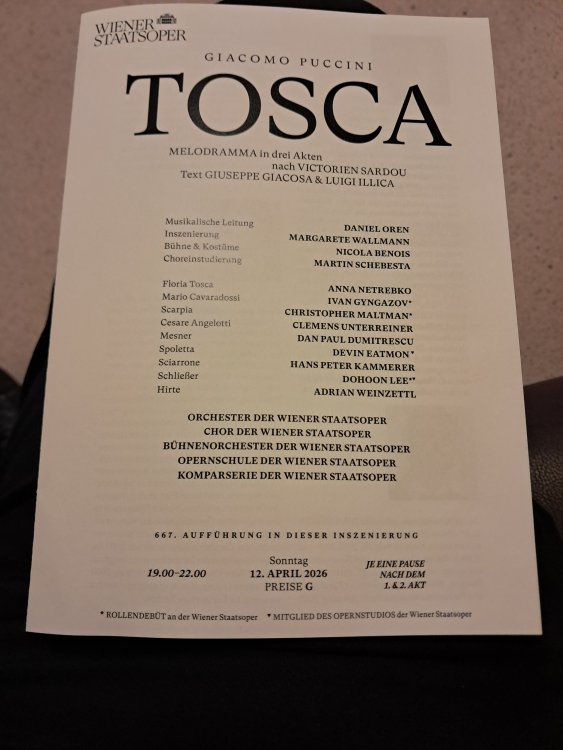 WIENER
STAATSOPER
GIACOMO PUCCINI
TOSCA
MELODRAMMA in drei Akten
nach VICTORIEN SARDOU
Text GIUSEPPE GIACOSA & LUIGI ILLICA
Musikalische Leitung DANIEL OREN
Inszenierung MARGARETE WALLMANN
Bühne & Kostüme NICOLA BENOIS
Choreinstudierung MARTIN SCHEBESTA
Floria Tosca ANNA NETREBKO
Mario Cavaradossi IVAN GYNGAZOV*
Scarpia CHRISTOPHER MALTMAN*
Cesare Angelotti CLEMENS UNTERREINER
Mesner DAN PAUL DUMITRESCU
Spoletta DEVIN EATMON▼
Sciarrone HANS PETER KAMMERER
Schließer DOHOON LEE*▼
Hirte ADRIAN WEINZETTL
ORCHESTER DER WIENER STAATSOPER
CHOR DER WIENER STAATSOPER
BÜHNENORCHESTER DER WIENER STAATSOPER
OPERNSCHULE DER WIENER STAATSOPER
KOMPARSERIE DER WIENER STAATSOPER
667. AUFFÜHRUNG IN DIESER INSZENIERUNG
19.00–22.00
Sonntag
12. APRIL 2026
PREISE G
JE EINE PAUSE
NACH DEM
1. & 2. AKT
* ROLLENDEBÜT an der Wiener Staatsoper ▼ MITGLIED DES OPERNSTUDIOS der Wiener Staatsoper